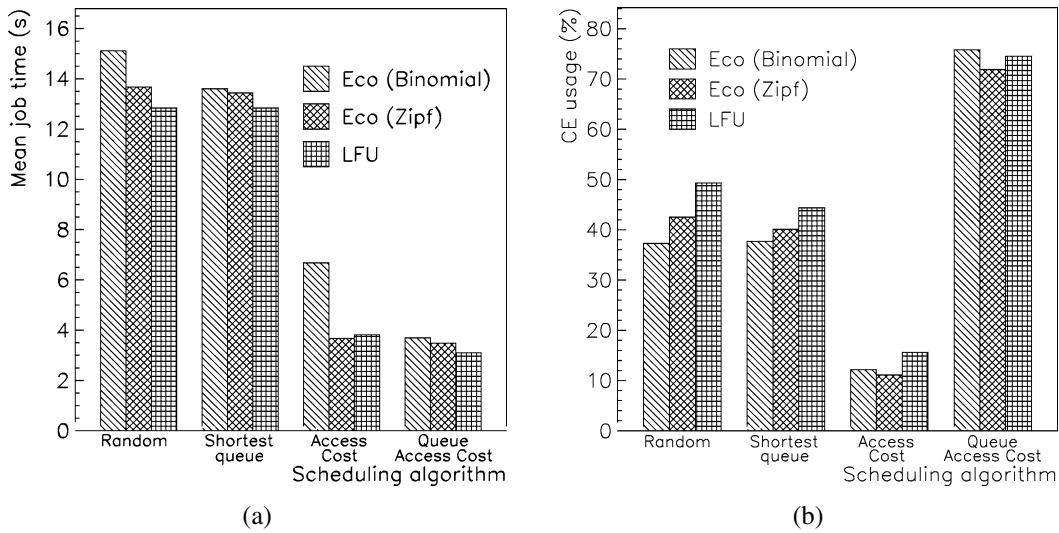 Mean job time (s)
16
14
12
10
8
6
4
2
0
Eco (Binomial)
Eco (Zipf)
LFU
Random
Shortest
queue
Access
Cost
Queue
Access Cost
Scheduling algorithm
(a)
CE usage (%)
80
70
60
50
40
30
20
10
0
Eco (Binomial)
Eco (Zipf)
LFU
Random
Shortest
queue
Access
Cost
Queue
Access Cost
Scheduling algorithm
(b)